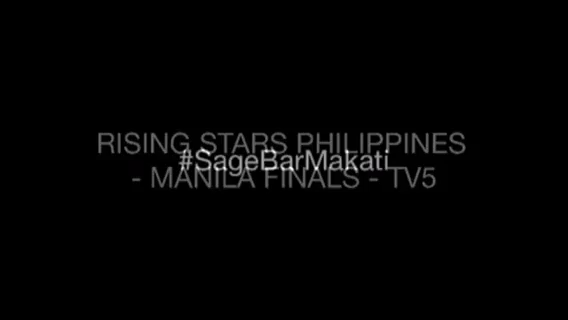 RISING STARS PHILIPPINES
#SageBarMakati
- MANILA FINALS - TV5